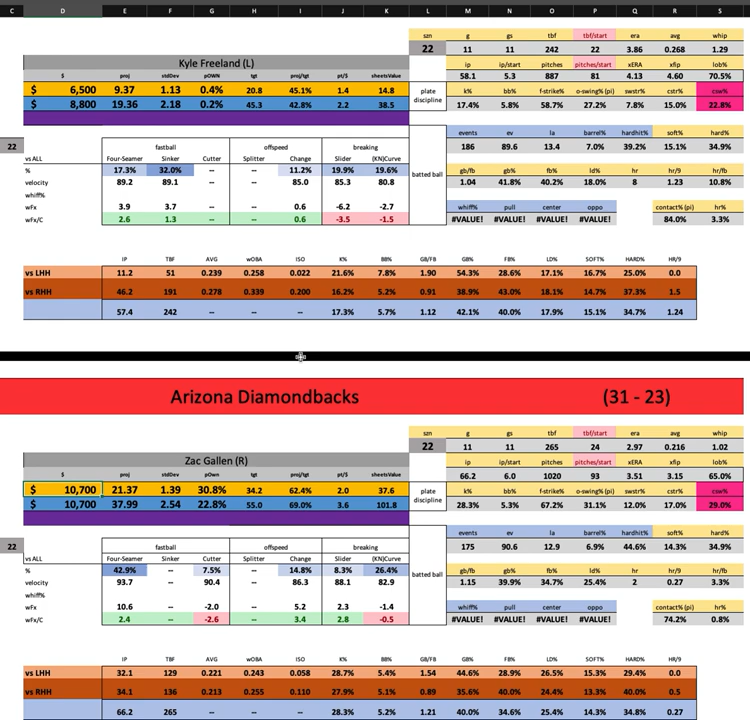 C D E F G H I J K L M N O P Q R S
szn g gs tbf tbf/start era avg whip
22 11 11 242 22 3.86 0.268 1.29
Kyle Freeland (L) ip ip/start pitches pitches/start xERA xfip lob%
$ proj stdDev pOWN tgt proj/tgt pt/$ sheetsValue 58.1 5.3 887 81 4.13 4.60 70.5%
$ 6,500 9.37 1.13 0.4% 20.8 45.1% 1.4 14.8 plate discipline k% bb% f-strike% o-swing% (pi) swstr% cstr% csw%
$ 8,800 19.36 2.18 0.2% 45.3 42.8% 2.2 38.5 17.4% 5.8% 58.7% 27.2% 7.8% 15.0% 22.8%
events ev la barrel% hardhit% soft% hard%
22 fastball offspeed breaking 186 89.6 13.4 7.0% 39.2% 15.1% 34.9%
vs ALL Four-Seamer Sinker Cutter Splitter Change Slider (KN)Curve
% 17.3% 32.0% -- -- 11.2% 19.9% 19.6% batted ball gb/fb gb% fb% ld% hr hr/9 hr/fb
velocity 89.2 89.1 -- -- 85.0 85.3 80.8 1.04 41.8% 40.2% 18.0% 8 1.23 10.8%
whiff%
wFx 3.9 3.7 0.6 -6.2 -2.7 whiff% pull center oppo contact% (pi) hr%
wFx/C 2.6 1.3 0.6 -3.5 -1.5 #VALUE! #VALUE! #VALUE! #VALUE! 84.0% 3.3%
IP TBF AVG wOBA ISO K% BB% GB/FB GB% FB% LD% SOFT% HARD% HR/9
vs LHH 11.2 51 0.239 0.258 0.022 21.6% 7.8% 1.90 54.3% 28.6% 17.1% 16.7% 25.0% 0.0
vs RHH 46.2 191 0.278 0.339 0.200 16.2% 5.2% 0.91 38.9% 43.0% 18.1% 14.7% 37.3% 1.5
57.4 242 -- -- -- 17.3% 5.7% 1.12 42.1% 40.0% 17.9% 15.1% 34.7% 1.24
Arizona Diamondbacks (31 - 23)
szn g gs tbf tbf/start era avg whip
22 11 11 265 24 2.97 0.216 1.02
Zac Gallen (R) ip ip/start pitches pitches/start xERA xfip lob%
$ proj stdDev pOwn tgt proj/tgt pt/$ sheetsValue 66.2 6.0 1020 93 3.51 3.15 65.0%
$ 10,700 21.37 1.39 30.8% 34.2 62.4% 2.0 37.6 plate discipline k% bb% f-strike% o-swing% (pi) swstr% cstr% csw%
$ 10,700 37.99 2.54 22.8% 55.0 69.0% 3.6 101.8 28.3% 5.3% 67.2% 31.1% 12.0% 17.0% 29.0%
events ev la barrel% hardhit% soft% hard%
22 fastball offspeed breaking 175 90.6 12.9 6.9% 44.6% 14.3% 34.9%
vs ALL Four-Seamer Sinker Cutter Splitter Change Slider (KN)Curve
% 42.9% -- 7.5% -- 14.8% 8.3% 26.4% batted ball gb/fb gb% fb% ld% hr hr/9 hr/fb
velocity 93.7 -- 90.4 -- 86.3 88.1 82.9 1.15 39.9% 34.7% 25.4% 2 0.27 3.3%
whiff%
wFx 10.6 -2.0 5.2 2.3 -1.4 whiff% pull center oppo contact% (pi) hr%
wFx/C 2.4 -- -2.6 -- 3.4 2.8 -0.5 #VALUE! #VALUE! #VALUE! #VALUE! 74.2% 0.8%
IP TBF AVG wOBA ISO K% BB% GB/FB GB% FB% LD% SOFT% HARD% HR/9
vs LHH 32.1 129 0.221 0.243 0.058 28.7% 5.4% 1.54 44.6% 28.9% 26.5% 15.3% 29.4% 0.0
vs RHH 34.1 136 0.213 0.255 0.110 27.9% 5.1% 0.89 35.6% 40.0% 24.4% 13.3% 40.0% 0.5
66.2 265 -- -- -- 28.3% 5.2% 1.21 40.0% 34.6% 25.4% 14.3% 34.8% 0.27